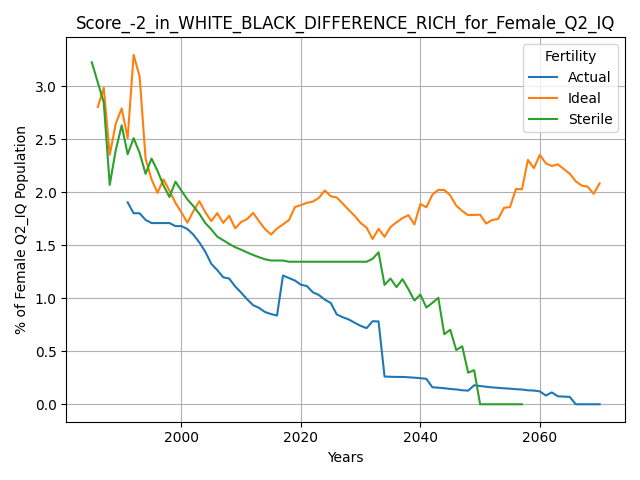 Score_-2_in_WHITE_BLACK_DIFFERENCE_RICH_for_Female_Q2_IQ
Fertility
Actual
Ideal
Sterile
% of Female Q2_IQ Population
3.0
2.5
2.0
1.5
1.0
0.5
0.0
2000
2020
2040
2060
Years